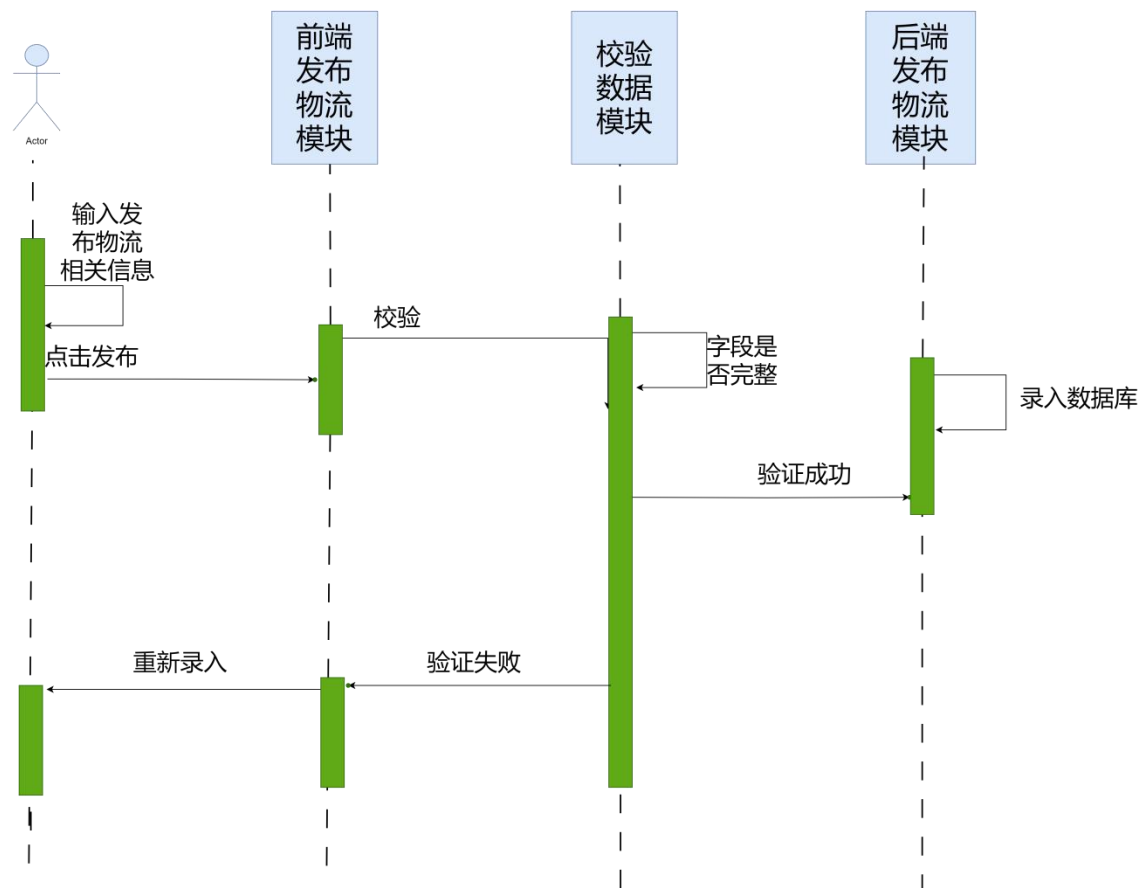 前端
发布
物流
模块
校验
数据
模块
后端
发布
物流
模块
Actor
输入发
布物流
相关信息
校验
点击发布
字段是
否完整
录入数据库
验证成功
重新录入
验证失败